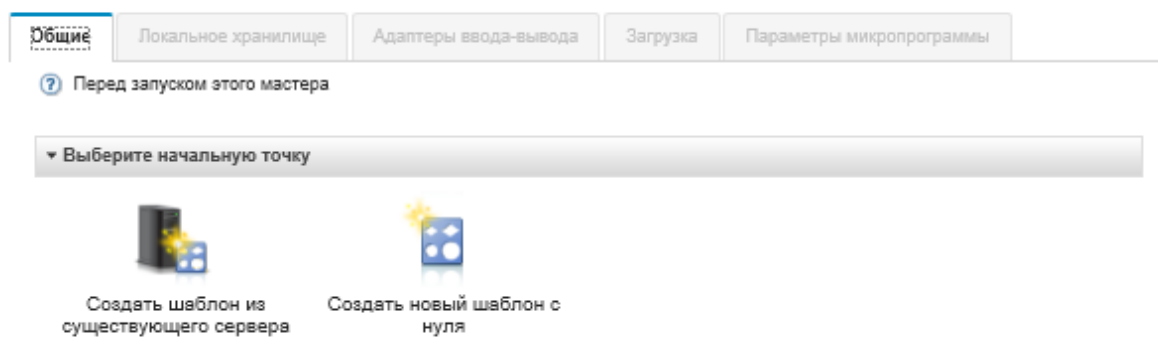 Общие Локальное хранилище Адаптеры ввода-вывода Загрузка Параметры микропрограммы
Перед запуском этого мастера
Выберите начальную точку
Создать шаблон из
существующего сервера
Создать новый шаблон с
нуля